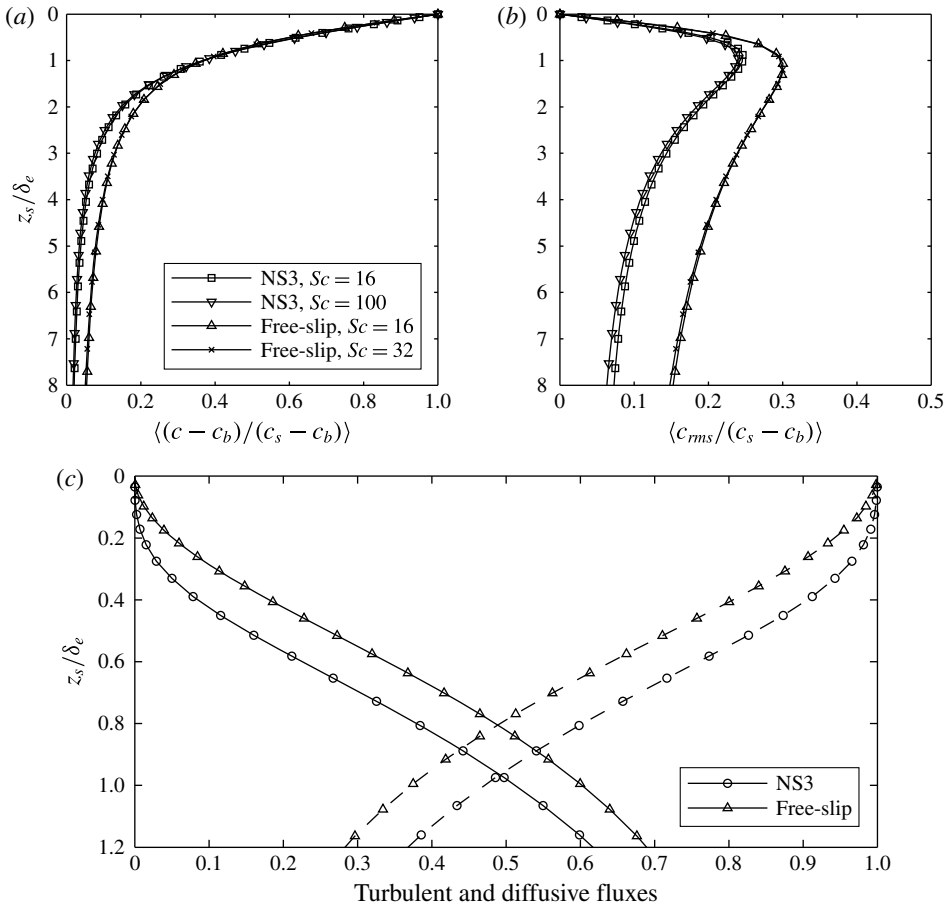 (a)
0
1
2
3
4
5
6
7
8
z_s/δ_e
NS3, Sc = 16
NS3, Sc = 100
Free-slip, Sc = 16
Free-slip, Sc = 32
0 0.2 0.4 0.6 0.8 1.0
⟨(c − c_b)/(c_s − c_b)⟩
(b)
0
1
2
3
4
5
6
7
8
0 0.1 0.2 0.3 0.4 0.5
⟨c_rms/(c_s − c_b)⟩
(c)
0
0.2
0.4
0.6
0.8
1.0
1.2
z_s/δ_e
NS3
Free-slip
0 0.1 0.2 0.3 0.4 0.5 0.6 0.7 0.8 0.9 1.0
Turbulent and diffusive fluxes